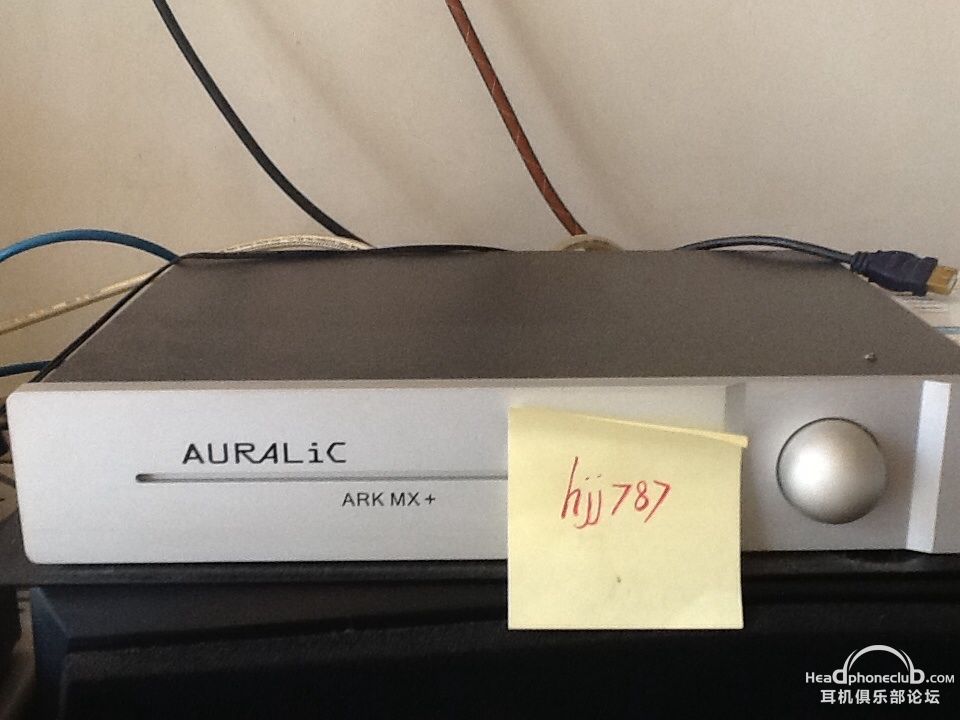 AURALiC
ARK MX +
hjj787
Headphoneclub.com
耳机俱乐部论坛